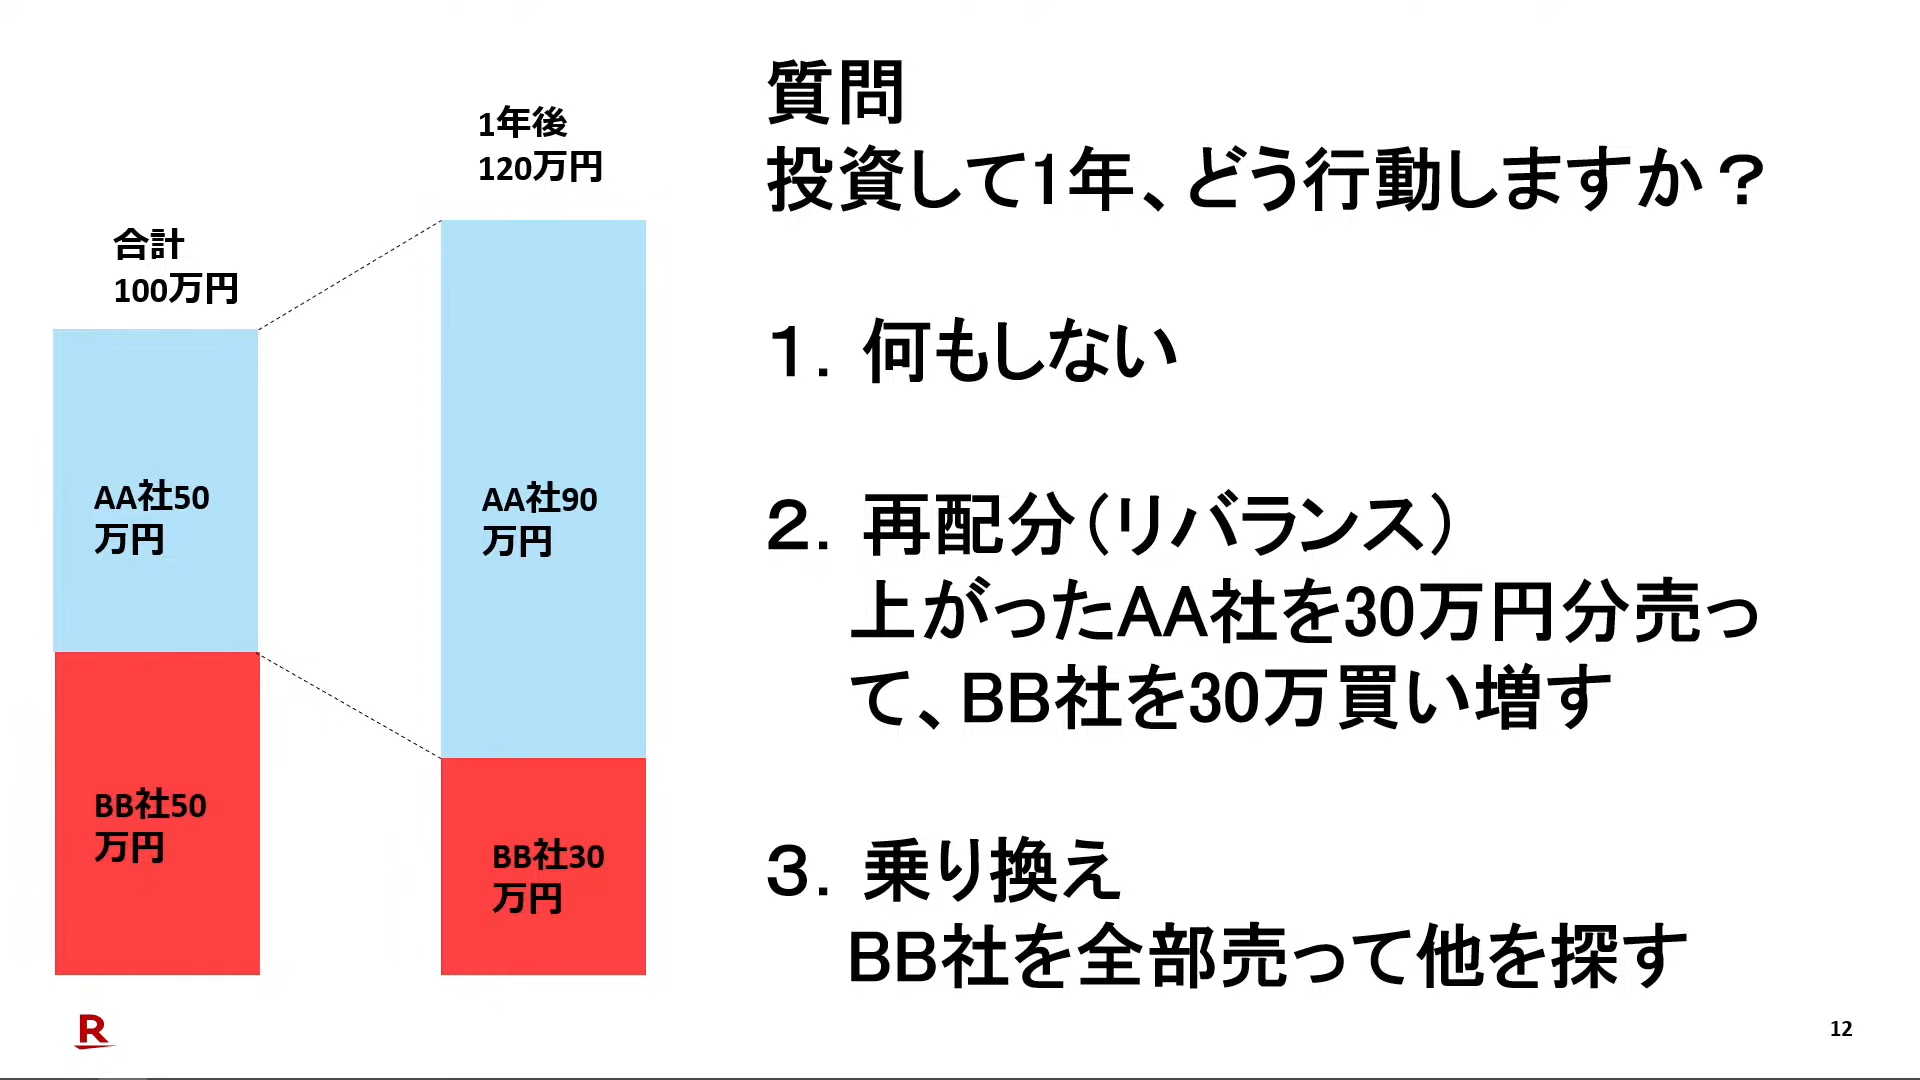 質問
投資して1年、どう行動しますか？
1年後
120万円
合計
100万円
AA社50
万円
AA社90
万円
BB社50
万円
BB社30
万円
１．何もしない
２．再配分（リバランス）
上がったAA社を30万円分売っ
て、BB社を30万買い増す
３．乗り換え
BB社を全部売って他を探す
R
12